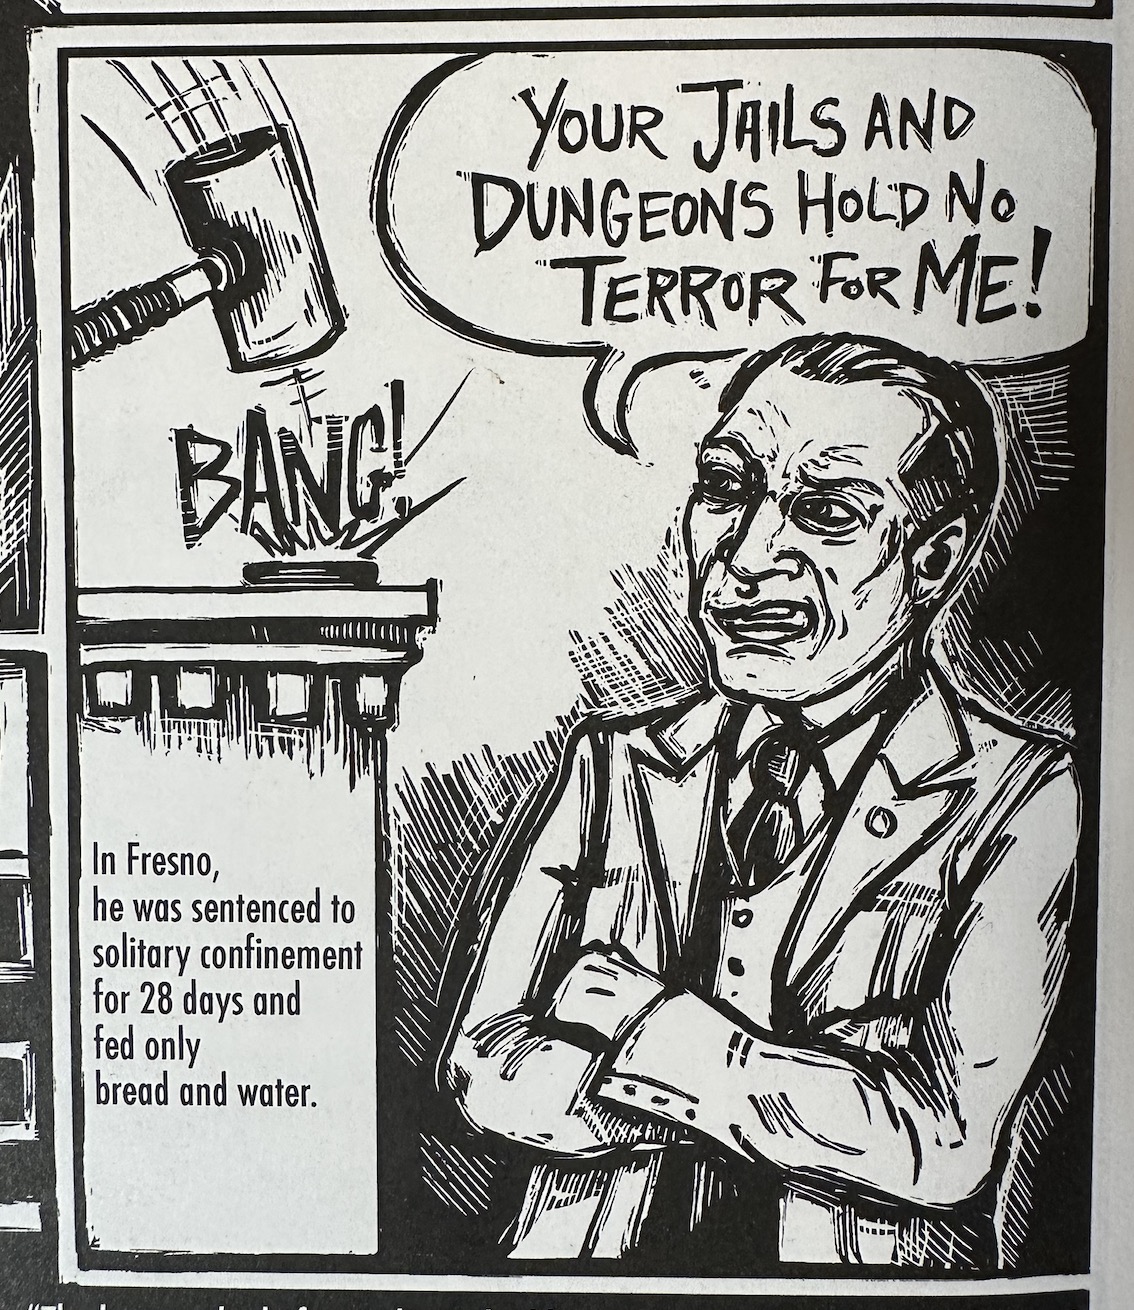 YOUR JAILS AND
DUNGEONS HOLD NO
TERROR FOR ME!
BANG!
In Fresno,
he was sentenced to
solitary confinement
for 28 days and
fed only
bread and water.